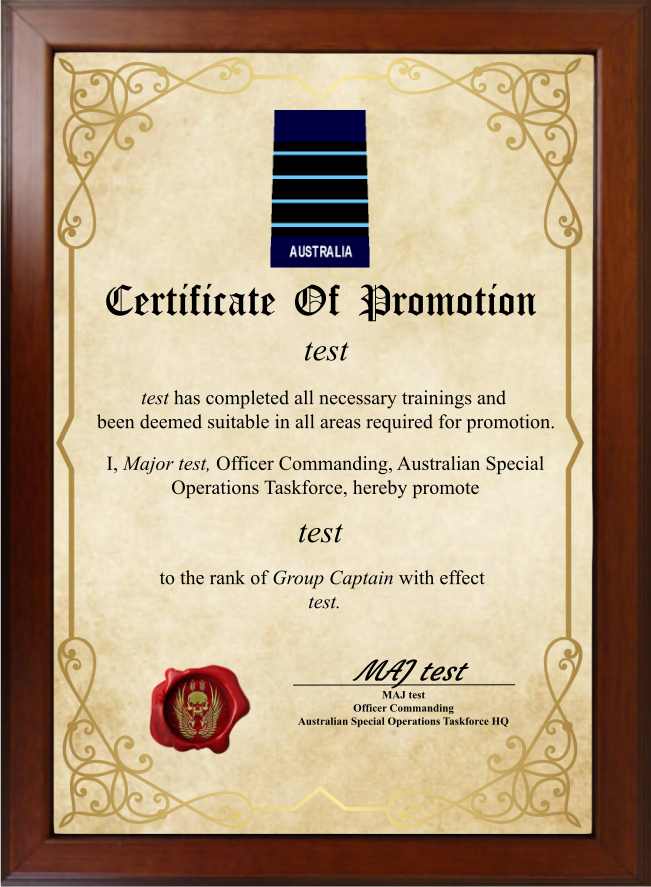 AUSTRALIA
Certificate Of Promotion
test
test has completed all necessary trainings and
been deemed suitable in all areas required for promotion.
I, Major test, Officer Commanding, Australian Special
Operations Taskforce, hereby promote
test
to the rank of Group Captain with effect
test.
MAJ test
MAJ test
Officer Commanding
Australian Special Operations Taskforce HQ